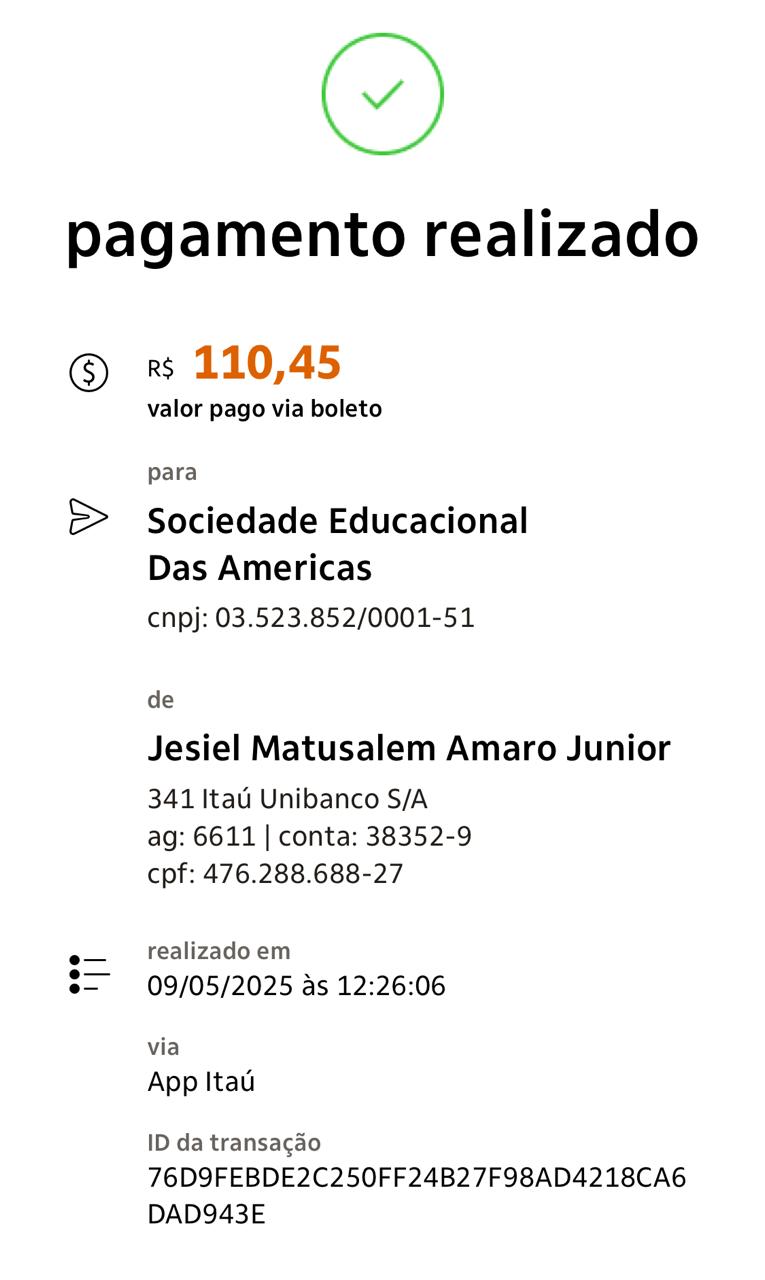 pagamento realizado
R$ 110,45
valor pago via boleto
para
Sociedade Educacional
Das Americas
cnpj: 03.523.852/0001-51
de
Jesiel Matusalem Amaro Junior
341 Itaú Unibanco S/A
ag: 6611 | conta: 38352-9
cpf: 476.288.688-27
realizado em
09/05/2025 às 12:26:06
via
App Itaú
ID da transação
76D9FEBDE2C250FF24B27F98AD4218CA6
DAD943E